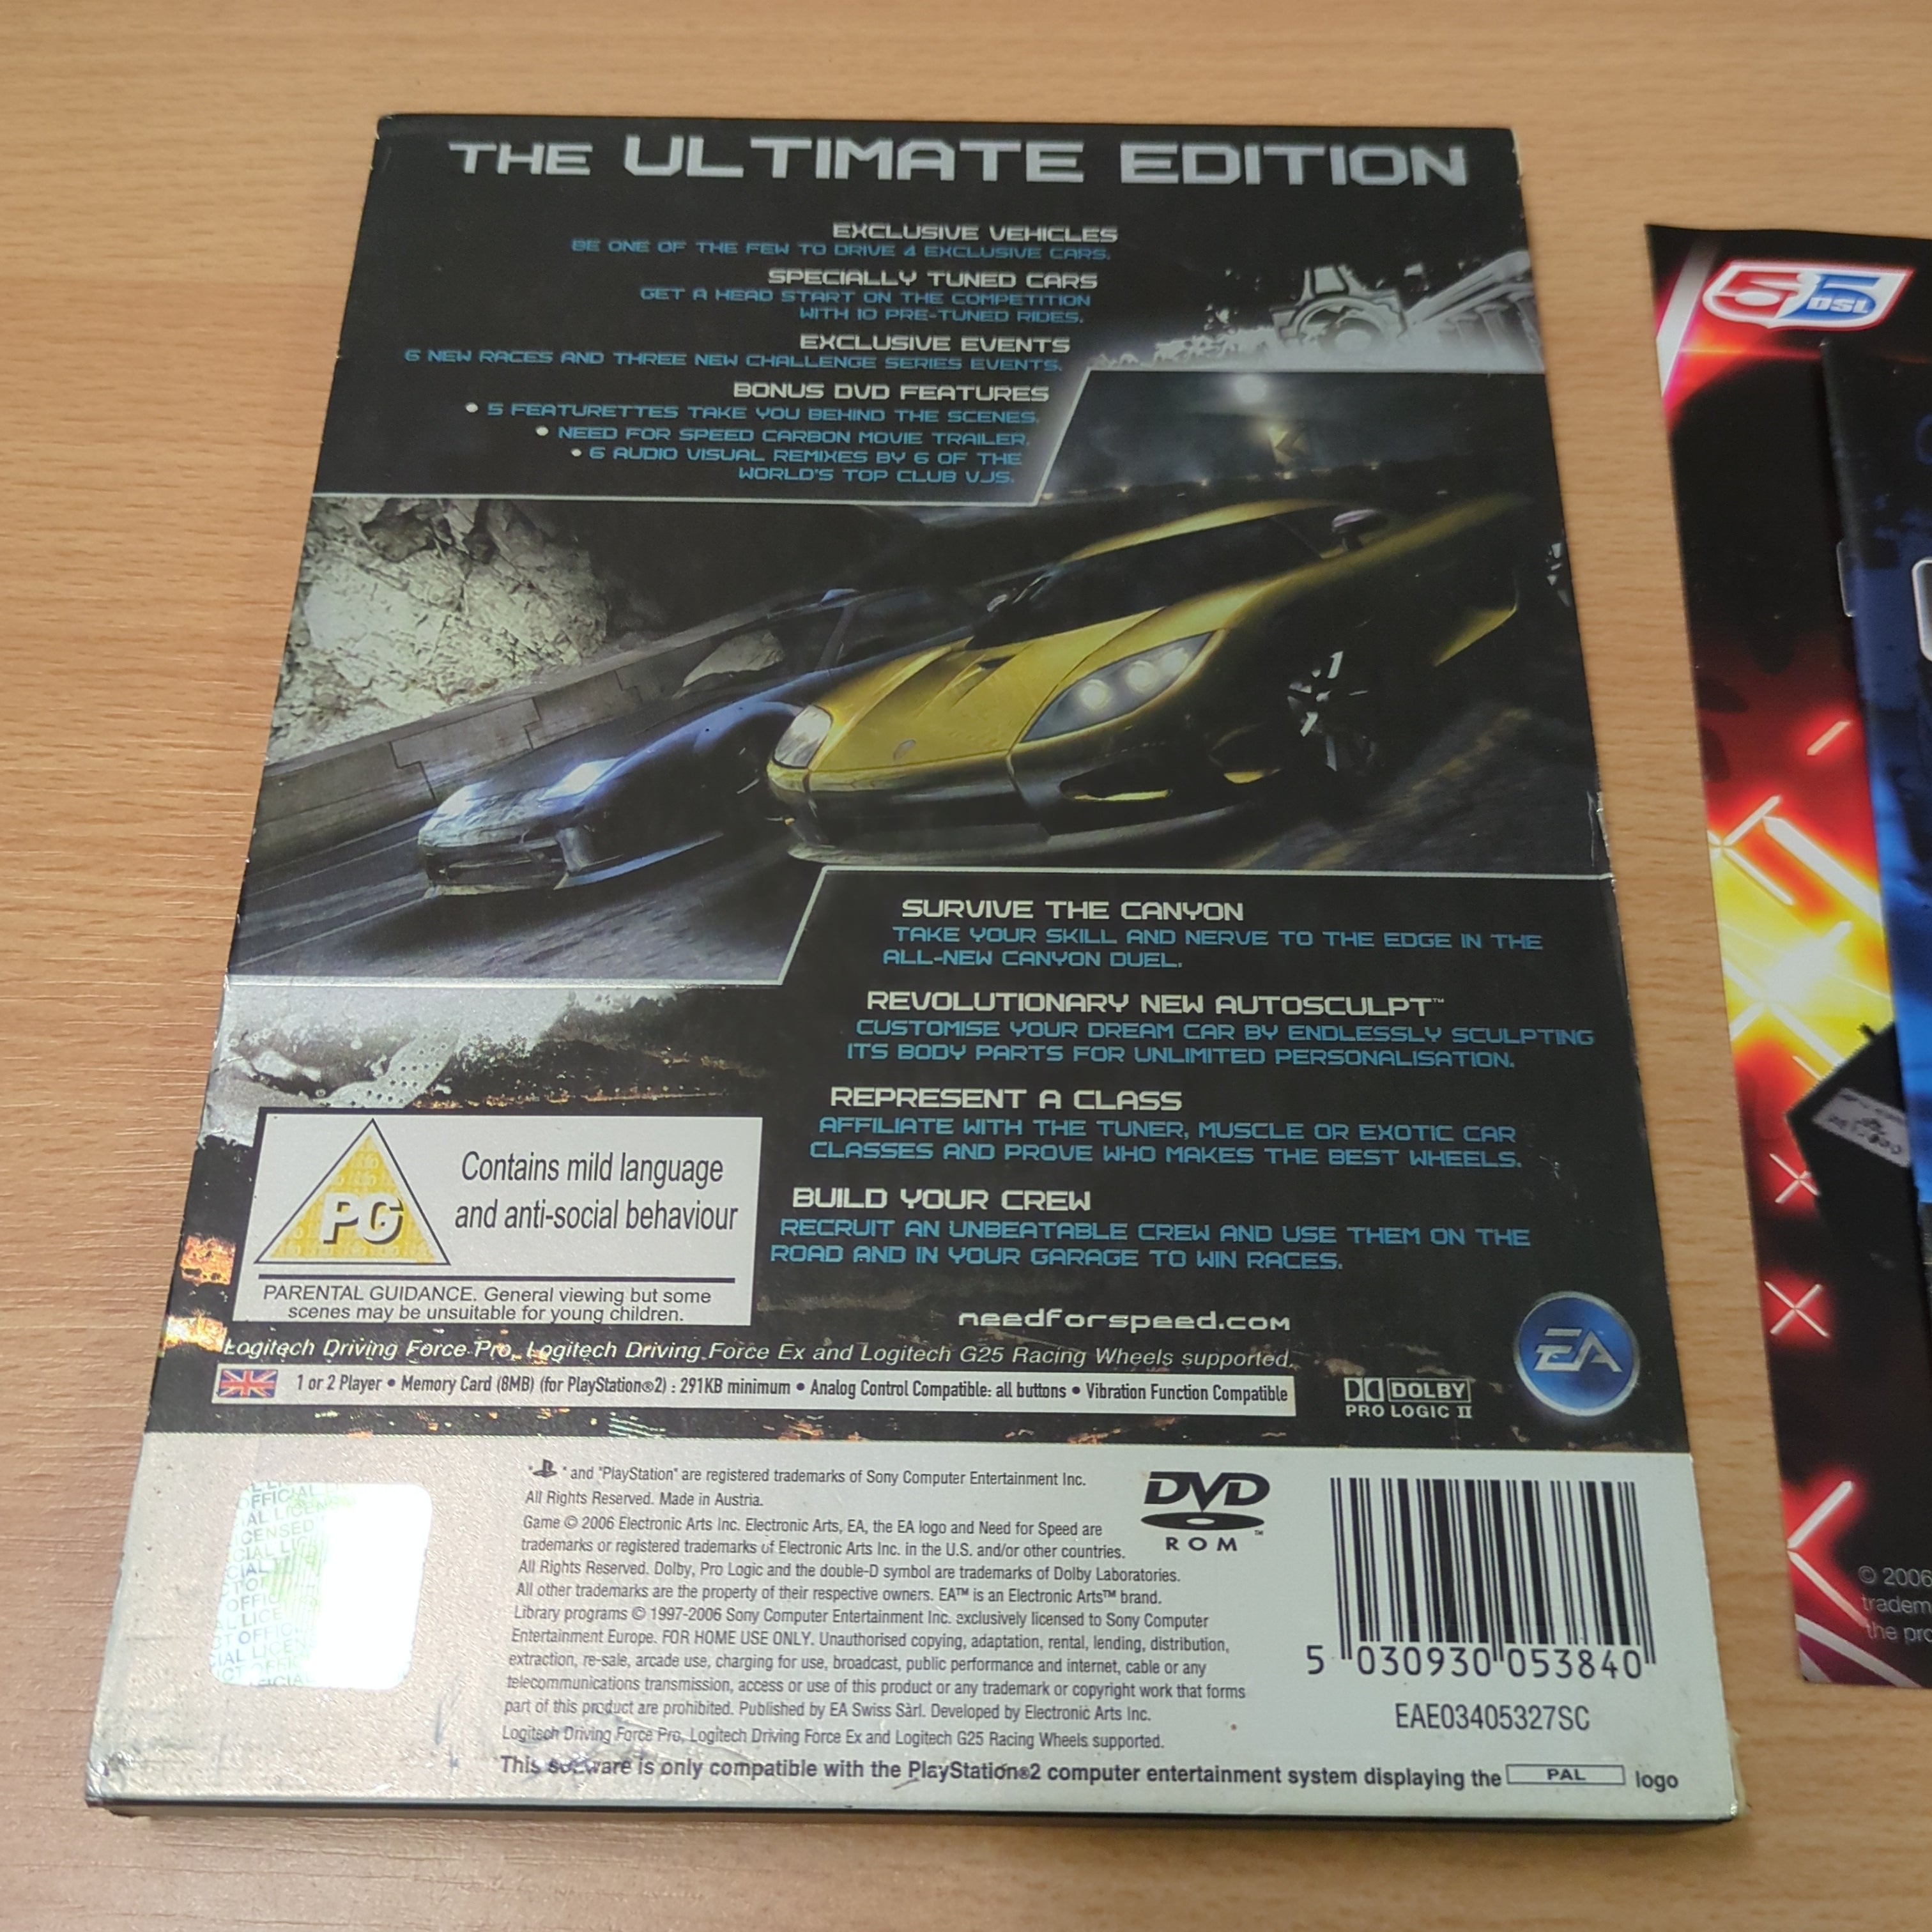 THE ULTIMATE EDITION
EXCLUSIVE VEHICLES
BE ONE OF THE FEW TO DRIVE 4 EXCLUSIVE CARS.
SPECIALLY TUNED CARS
GET A HEAD START ON THE COMPETITION
WITH 10 PRE-TUNED RIDES.
EXCLUSIVE EVENTS
6 NEW RACES AND THREE NEW CHALLENGE SERIES EVENTS.
BONUS DVD FEATURES
• 5 FEATURETTES TAKE YOU BEHIND THE SCENES.
• NEED FOR SPEED CARBON MOVIE TRAILER.
• 6 AUDIO VISUAL REMIXES BY 6 OF THE
WORLD'S TOP CLUB VJS.
SURVIVE THE CANYON
TAKE YOUR SKILL AND NERVE TO THE EDGE IN THE
ALL-NEW CANYON DUEL.
REVOLUTIONARY NEW AUTOSCULPT™
CUSTOMISE YOUR DREAM CAR BY ENDLESSLY SCULPTING
ITS BODY PARTS FOR UNLIMITED PERSONALISATION.
REPRESENT A CLASS
AFFILIATE WITH THE TUNER, MUSCLE OR EXOTIC CAR
CLASSES AND PROVE WHO MAKES THE BEST WHEELS.
BUILD YOUR CREW
RECRUIT AN UNBEATABLE CREW AND USE THEM ON THE
ROAD AND IN YOUR GARAGE TO WIN RACES.
PG
Contains mild language
and anti-social behaviour
PARENTAL GUIDANCE. General viewing but some
scenes may be unsuitable for young children.
needforspeed.com
EA
Logitech Driving Force Pro, Logitech Driving Force Ex and Logitech G25 Racing Wheels supported.
1 or 2 Player • Memory Card (8MB) (for PlayStation®2) : 291KB minimum • Analog Control Compatible: all buttons • Vibration Function Compatible
DOLBY
PRO LOGIC II
" " and "PlayStation" are registered trademarks of Sony Computer Entertainment Inc.
All Rights Reserved. Made in Austria.
Game © 2006 Electronic Arts Inc. Electronic Arts, EA, the EA logo and Need for Speed are
trademarks or registered trademarks of Electronic Arts Inc. in the U.S. and/or other countries.
All Rights Reserved. Dolby, Pro Logic and the double-D symbol are trademarks of Dolby Laboratories.
All other trademarks are the property of their respective owners. EA™ is an Electronic Arts™ brand.
Library programs © 1997-2006 Sony Computer Entertainment Inc. exclusively licensed to Sony Computer
Entertainment Europe. FOR HOME USE ONLY. Unauthorised copying, adaptation, rental, lending, distribution,
extraction, re-sale, arcade use, charging for use, broadcast, public performance and internet, cable or any
telecommunications transmission, access or use of this product or any trademark or copyright work that forms
part of this product are prohibited. Published by EA Swiss Sàrl. Developed by Electronic Arts Inc.
Logitech Driving Force Pro, Logitech Driving Force Ex and Logitech G25 Racing Wheels supported.
This software is only compatible with the PlayStation®2 computer entertainment system displaying the PAL logo
DVD
ROM
5 030930 053840
EAE03405327SC
55 DSL
© 2006
tradem
the pro